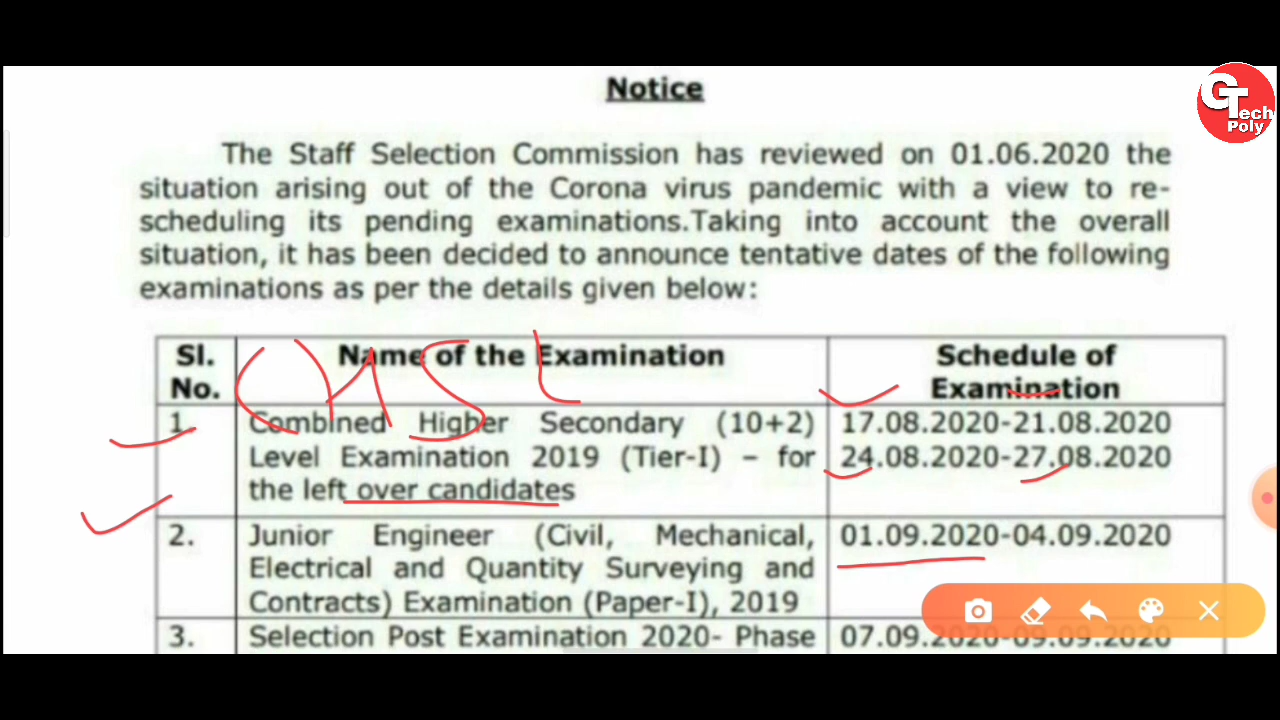 GTech
Poly
Notice
The Staff Selection Commission has reviewed on 01.06.2020 the
situation arising out of the Corona virus pandemic with a view to re-
scheduling its pending examinations.Taking into account the overall
situation, it has been decided to announce tentative dates of the following
examinations as per the details given below:
Sl. No. Name of the Examination Schedule of Examination
CHSL
1. Combined Higher Secondary (10+2) 17.08.2020-21.08.2020
Level Examination 2019 (Tier-I) – for 24.08.2020-27.08.2020
the left over candidates
2. Junior Engineer (Civil, Mechanical, 01.09.2020-04.09.2020
Electrical and Quantity Surveying and
Contracts) Examination (Paper-I), 2019
3. Selection Post Examination 2020- Phase 07.09.2020-09.09.2020